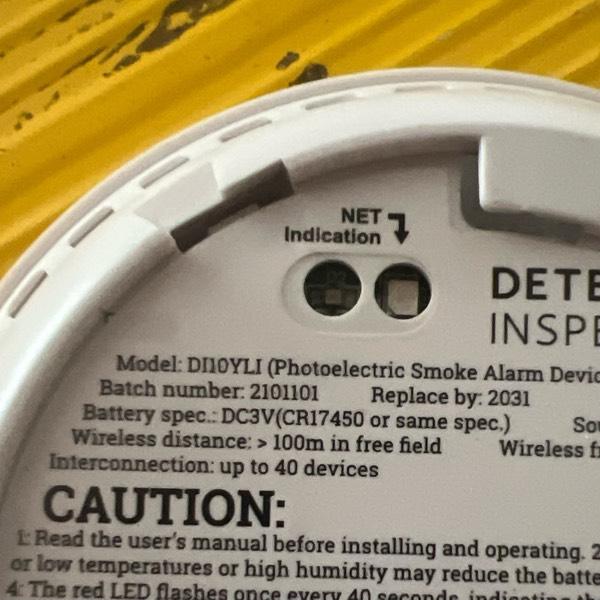 NET
Indication
DETE
INSPE
Model: DI10YLI (Photoelectric Smoke Alarm Devic
Batch number: 2101101 Replace by: 2031
Battery spec.: DC3V(CR17450 or same spec.) Sou
Wireless distance: > 100m in free field Wireless f
Interconnection: up to 40 devices
CAUTION:
1: Read the user's manual before installing and operating. 2
or low temperatures or high humidity may reduce the batte
4: The red LED flashes once every 40 seconds, indicating the